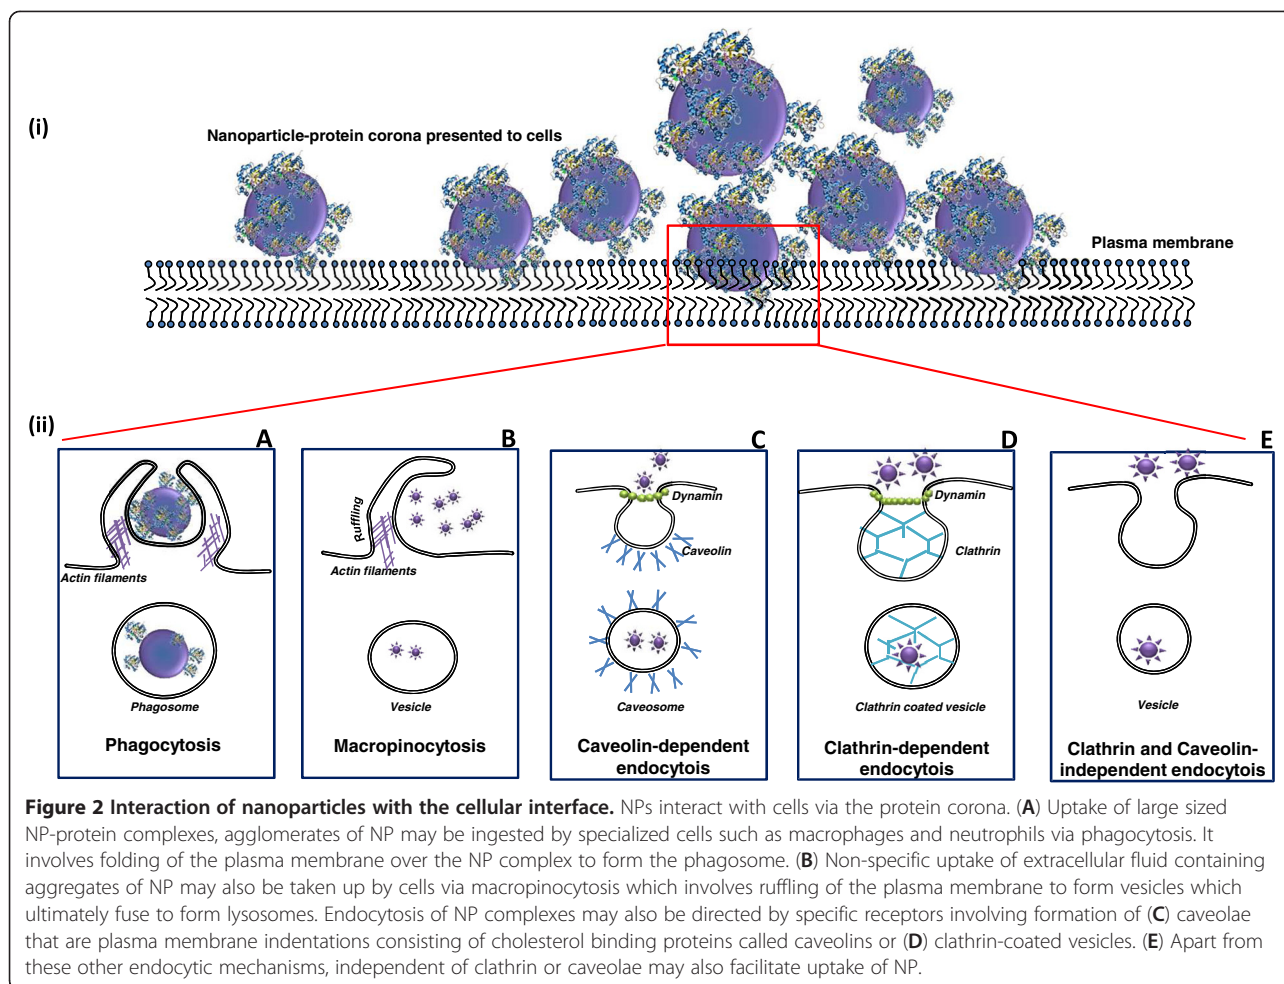 (i)
Nanoparticle-protein corona presented to cells
Plasma membrane
(ii)
A
Actin filaments
Phagosome
Phagocytosis
B
Ruffling
Actin filaments
Vesicle
Macropinocytosis
C
Dynamin
Caveolin
Caveosome
Caveolin-dependent
endocytois
D
Dynamin
Clathrin
Clathrin coated vesicle
Clathrin-dependent
endocytois
E
Vesicle
Clathrin and Caveolin-
independent endocytois
Figure 2 Interaction of nanoparticles with the cellular interface. NPs interact with cells via the protein corona. (A) Uptake of large sized
NP-protein complexes, agglomerates of NP may be ingested by specialized cells such as macrophages and neutrophils via phagocytosis. It
involves folding of the plasma membrane over the NP complex to form the phagosome. (B) Non-specific uptake of extracellular fluid containing
aggregates of NP may also be taken up by cells via macropinocytosis which involves ruffling of the plasma membrane to form vesicles which
ultimately fuse to form lysosomes. Endocytosis of NP complexes may also be directed by specific receptors involving formation of (C) caveolae
that are plasma membrane indentations consisting of cholesterol binding proteins called caveolins or (D) clathrin-coated vesicles. (E) Apart from
these other endocytic mechanisms, independent of clathrin or caveolae may also facilitate uptake of NP.